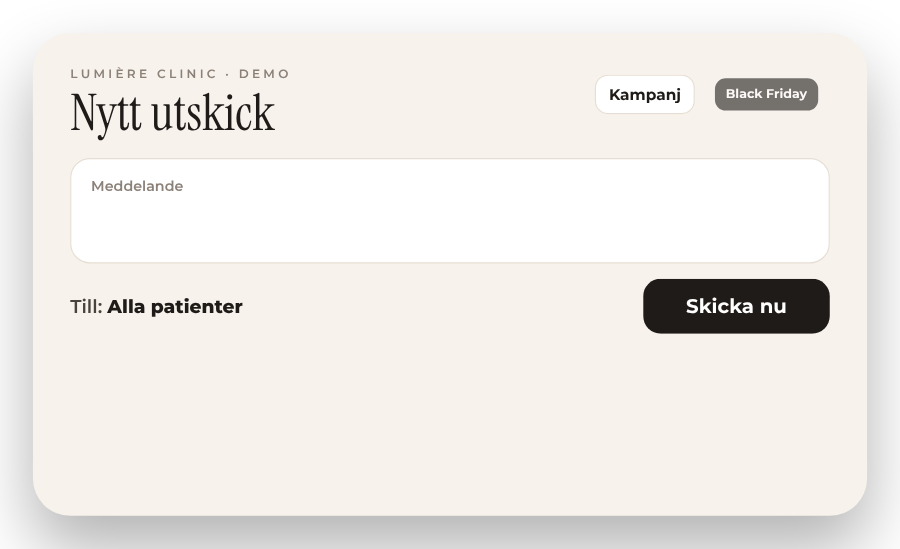 LUMIÈRE CLINIC · DEMO
Nytt utskick
Kampanj
Black Friday
Meddelande
Till: Alla patienter
Skicka nu